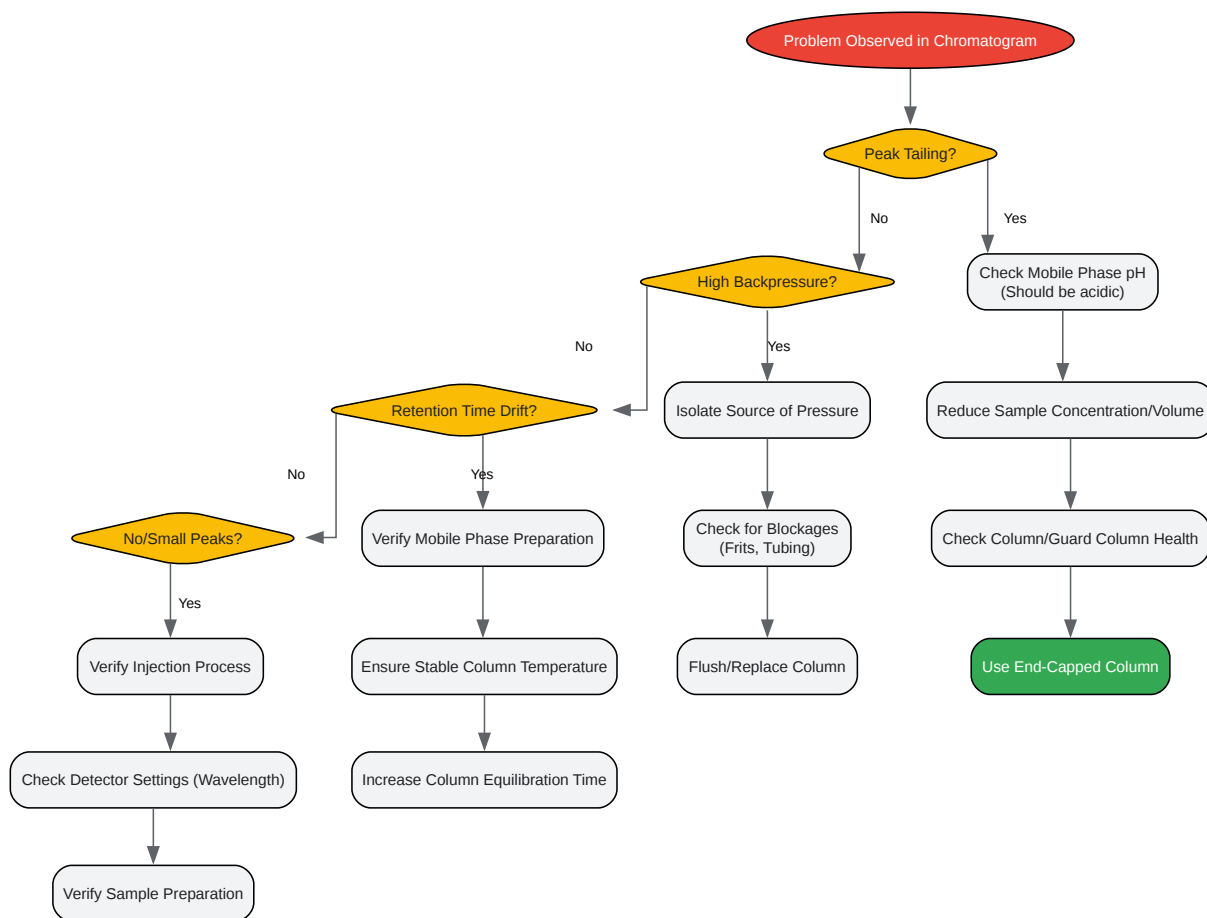 Problem Observed in Chromatogram
Peak Tailing?
No
Yes
High Backpressure?
Check Mobile Phase pH
(Should be acidic)
No
Yes
Retention Time Drift?
Isolate Source of Pressure
Reduce Sample Concentration/Volume
No
Yes
No/Small Peaks?
Verify Mobile Phase Preparation
Check for Blockages
(Frits, Tubing)
Check Column/Guard Column Health
Yes
Verify Injection Process
Ensure Stable Column Temperature
Flush/Replace Column
Use End-Capped Column
Check Detector Settings (Wavelength)
Increase Column Equilibration Time
Verify Sample Preparation